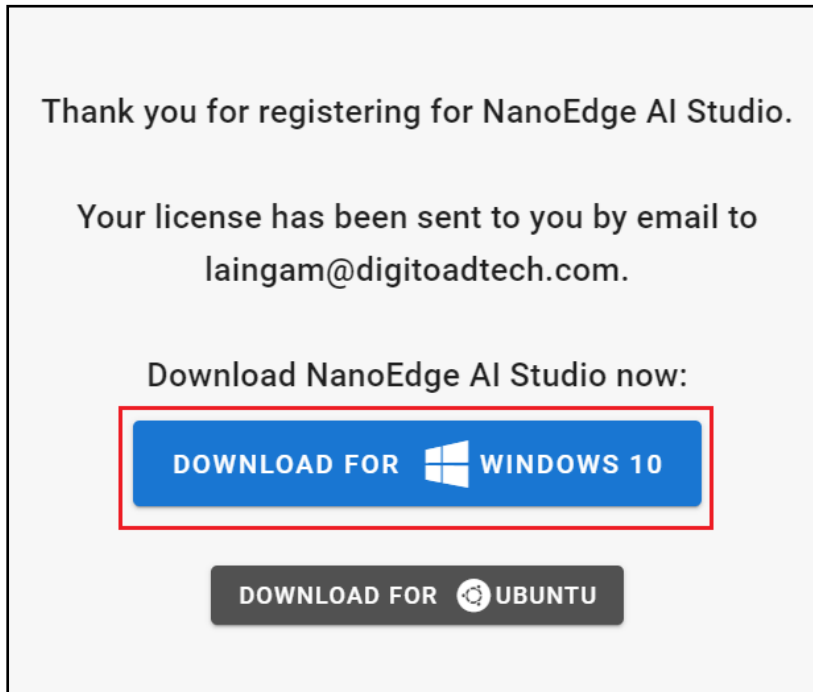 Thank you for registering for NanoEdge AI Studio.
Your license has been sent to you by email to
laingam@digitoadtech.com.
Download NanoEdge AI Studio now:
DOWNLOAD FOR WINDOWS 10
DOWNLOAD FOR UBUNTU